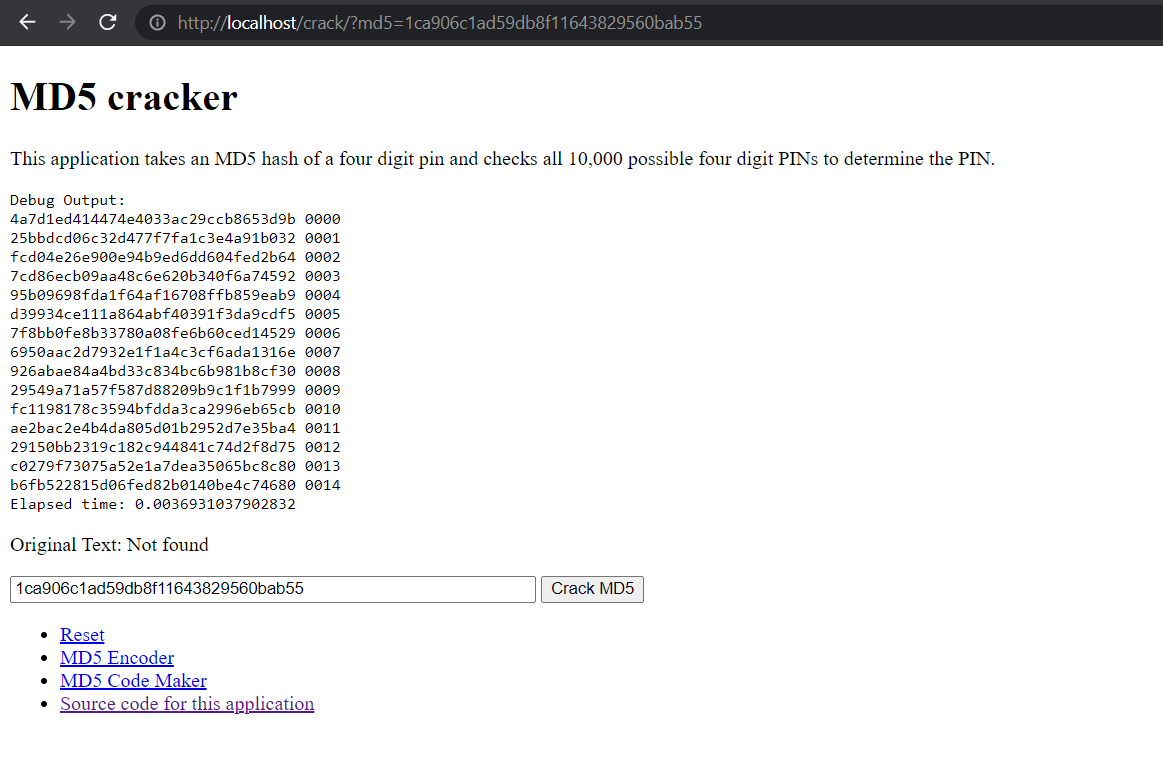 http://localhost/crack/?md5=1ca906c1ad59db8f11643829560bab55
MD5 cracker
This application takes an MD5 hash of a four digit pin and checks all 10,000 possible four digit PINs to determine the PIN.
Debug Output:
4a7d1ed414474e4033ac29ccb8653d9b 0000
25bbdcd06c32d477f7fa1c3e4a91b032 0001
fcd04e26e900e94b9ed6dd604fed2b64 0002
7cd86ecb09aa48c6e620b340f6a74592 0003
95b09698fda1f64af16708ffb859eab9 0004
d39934ce111a864abf40391f3da9cdf5 0005
7f8bb0fe8b33780a08fe6b60ced14529 0006
6950aac2d7932e1f1a4c3cf6ada1316e 0007
926abae84a4bd33c834bc6b981b8cf30 0008
29549a71a57f587d88209b9c1f1b7999 0009
fc1198178c3594bfdda3ca2996eb65cb 0010
ae2bac2e4b4da805d01b2952d7e35ba4 0011
29150bb2319c182c944841c74d2f8d75 0012
c0279f73075a52e1a7dea35065bc8c80 0013
b6fb522815d06fed82b0140be4c74680 0014
Elapsed time: 0.0036931037902832
Original Text: Not found
1ca906c1ad59db8f11643829560bab55 Crack MD5
Reset
MD5 Encoder
MD5 Code Maker
Source code for this application